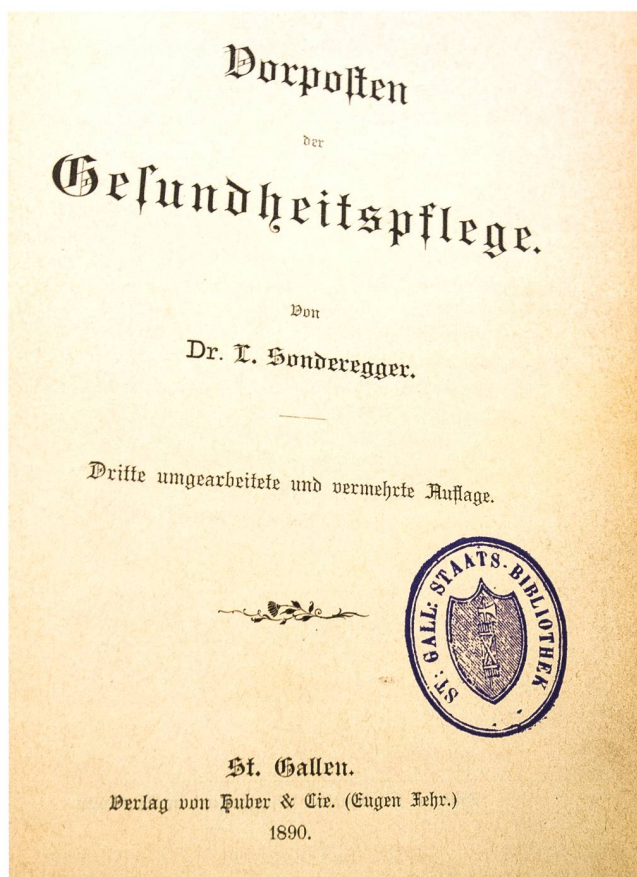 Vorposten
der
Gesundheitspflege.
Von
Dr. L. Sonderegger.
Dritte umgearbeitete und vermehrte Auflage.
ST: GALL: STAATS-BIBLIOTHEK
St. Gallen.
Verlag von Huber & Cie. (Eugen Fehr.)
1890.